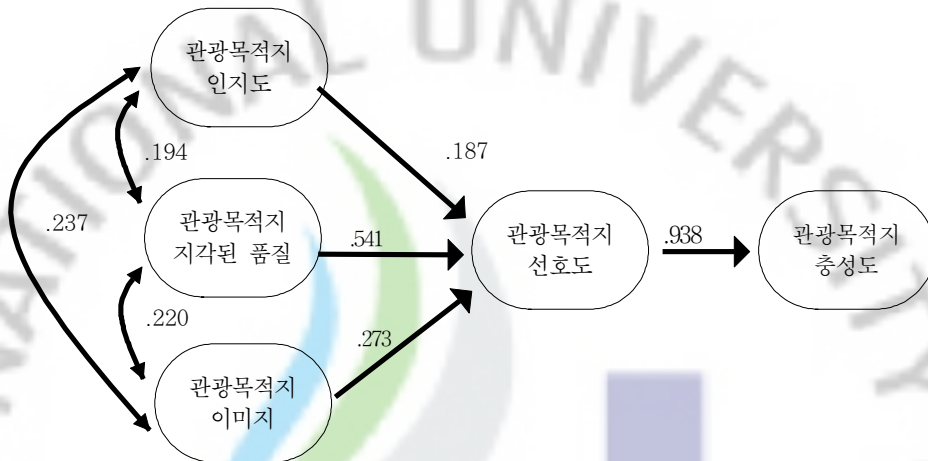 NATIONAL UNIVERSITY
관광목적지
인지도
.194
.187
.237
관광목적지
지각된 품질
.541
관광목적지
선호도
.938
관광목적지
충성도
.220
.273
관광목적지
이미지